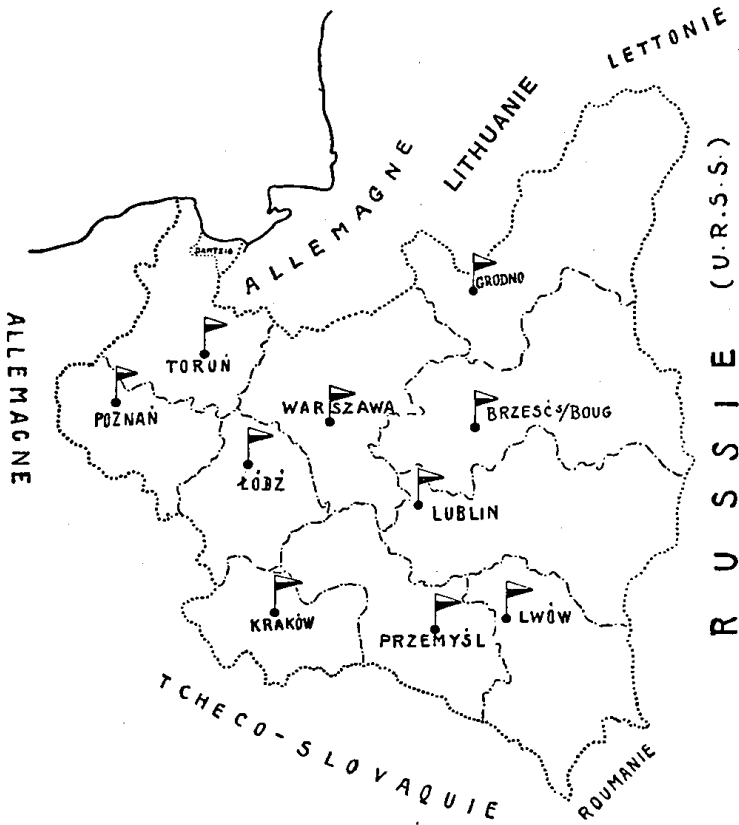 LETTONIE
LITHUANIE
ALLEMAGNE
RUSSIE (U.R.S.S.)
DANTZIG
GRODNO
ALLEMAGNE
TORUŃ
POZNAŃ
WARSZAWA
BRZEŚĆ s/BOUG
ŁÓDŹ
LUBLIN
KRAKÓW
PRZEMYŚL
LWÓW
TCHECO-SLOVAQUIE
ROUMANIE